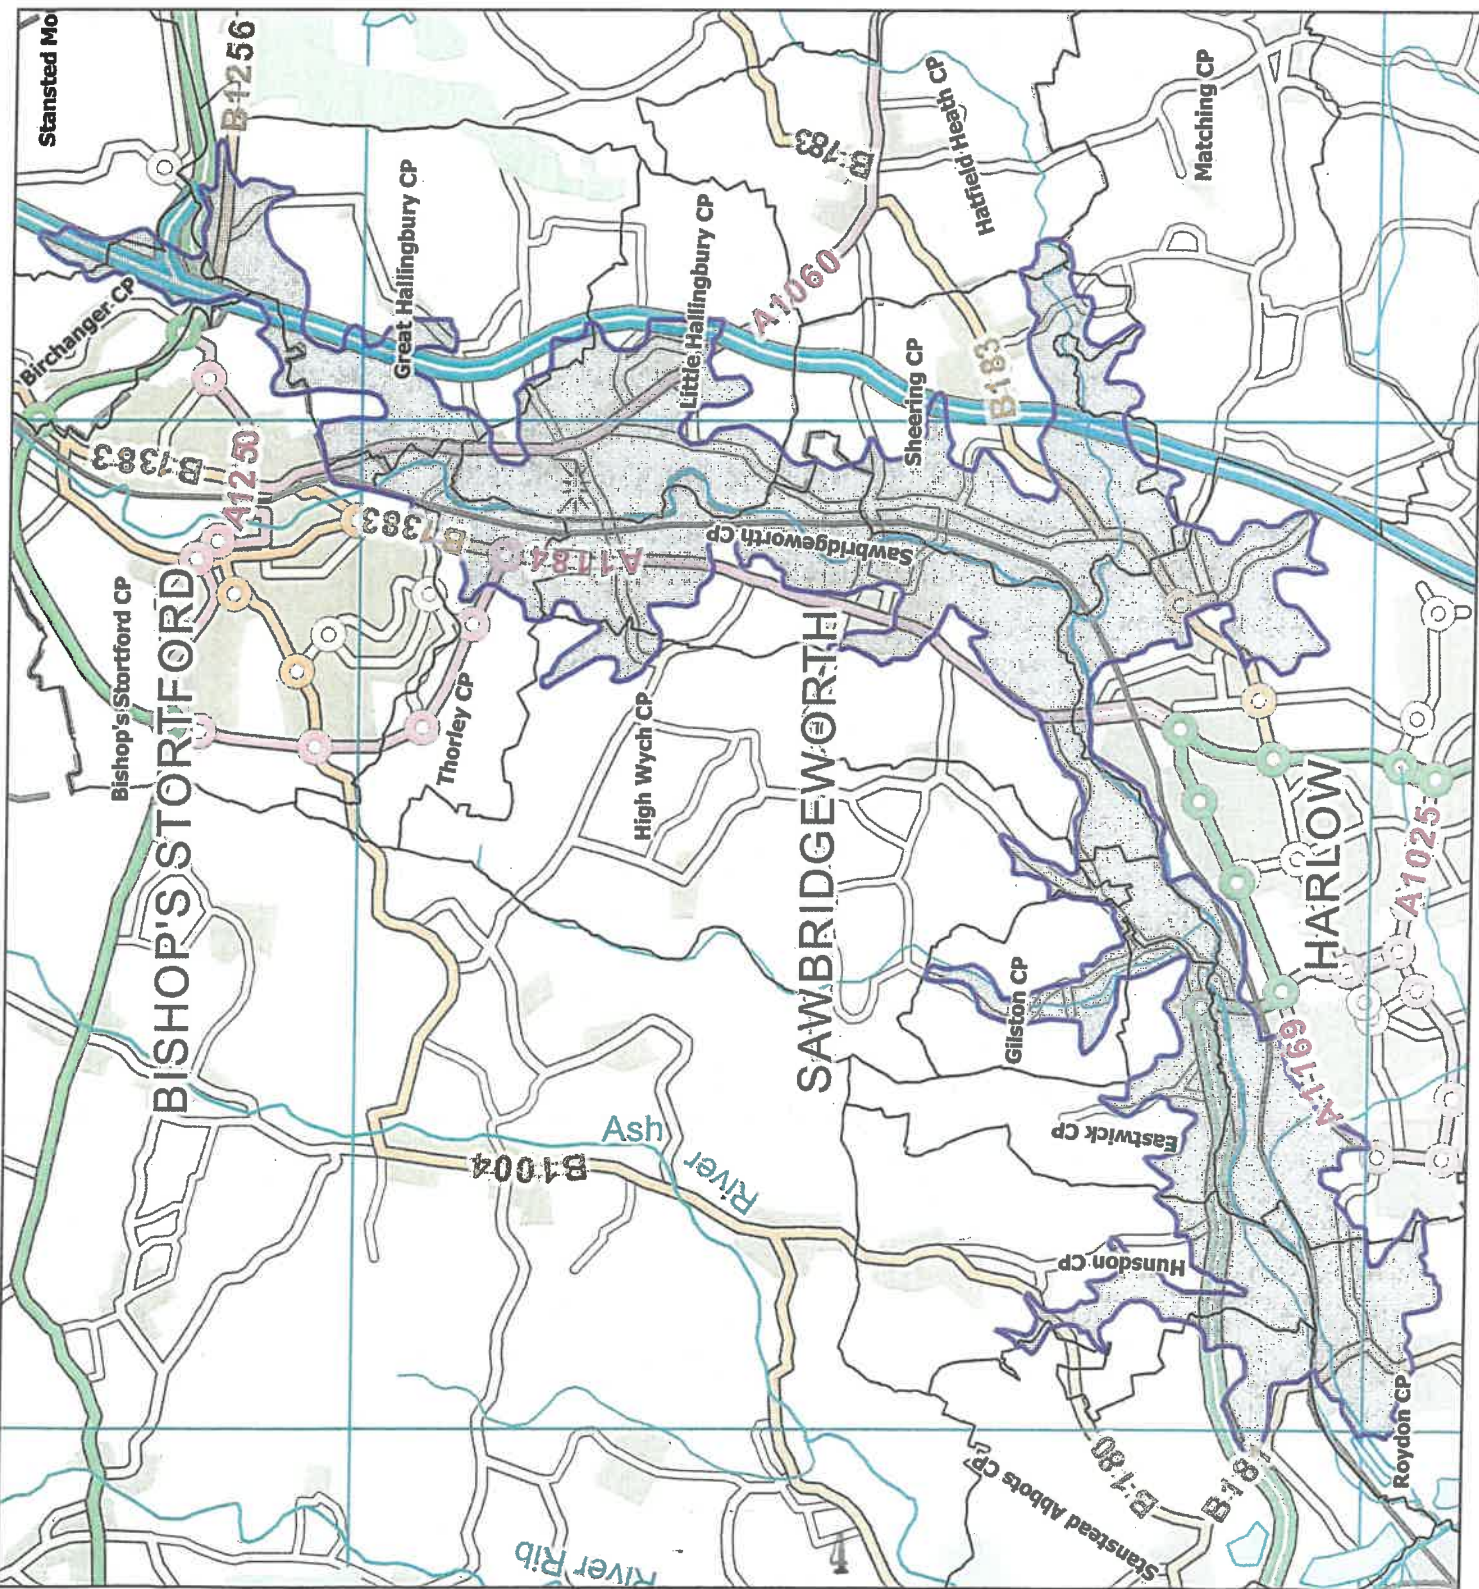 Stansted Mo
B1256
Birchanger CP
B1383
A1250
Great Hallingbury CP
B183
Hatfield Heath CP
Matching CP
Little Hallingbury CP
A1060
Bishop's Stortford CP
BISHOP'S STORTFORD
B1383
A1184
Sawbridgeworth CP
Sheering CP
B183
Thorley CP
High Wych CP
SAWBRIDGEWORTH
HARLOW
A1025
Gilston CP
A1169
Eastwick CP
River Ash
B1004
Hunsdon CP
B180
B181
Stanstead Abbots CP
Roydon CP
River Rib